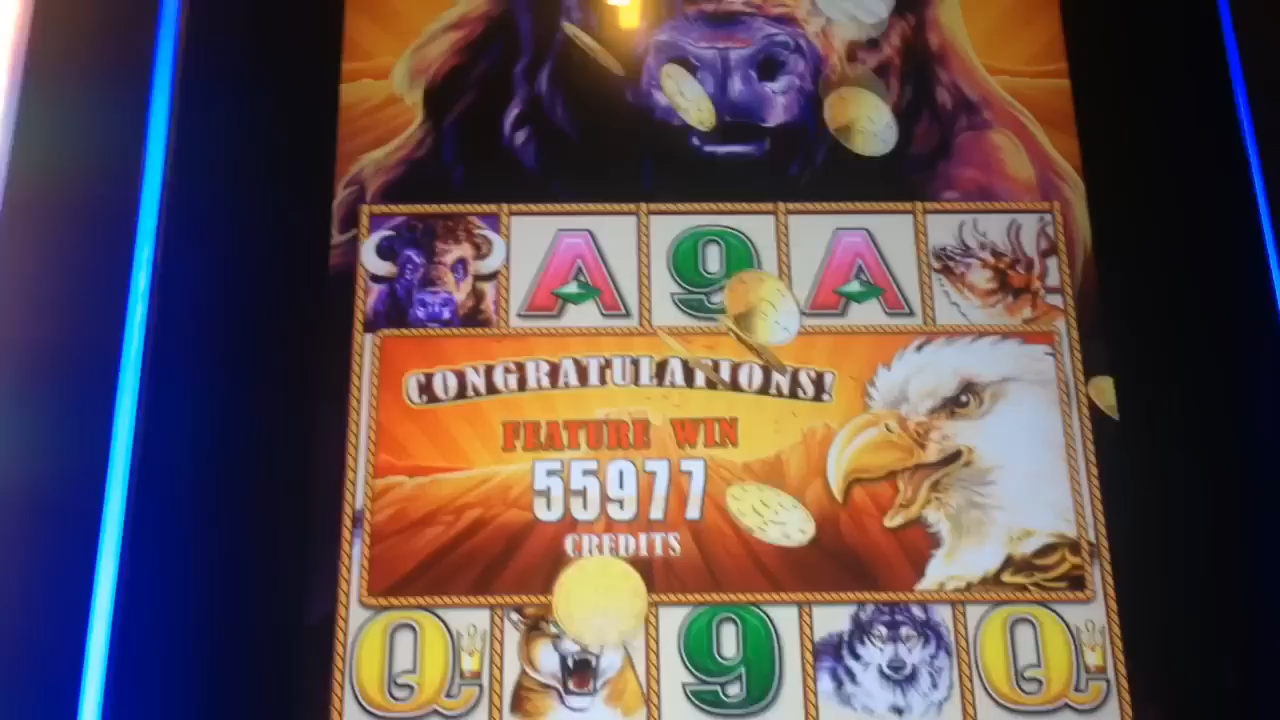 A 9 A
CONGRATULATIONS!
FEATURE WIN
55977
CREDITS
Q 9 Q